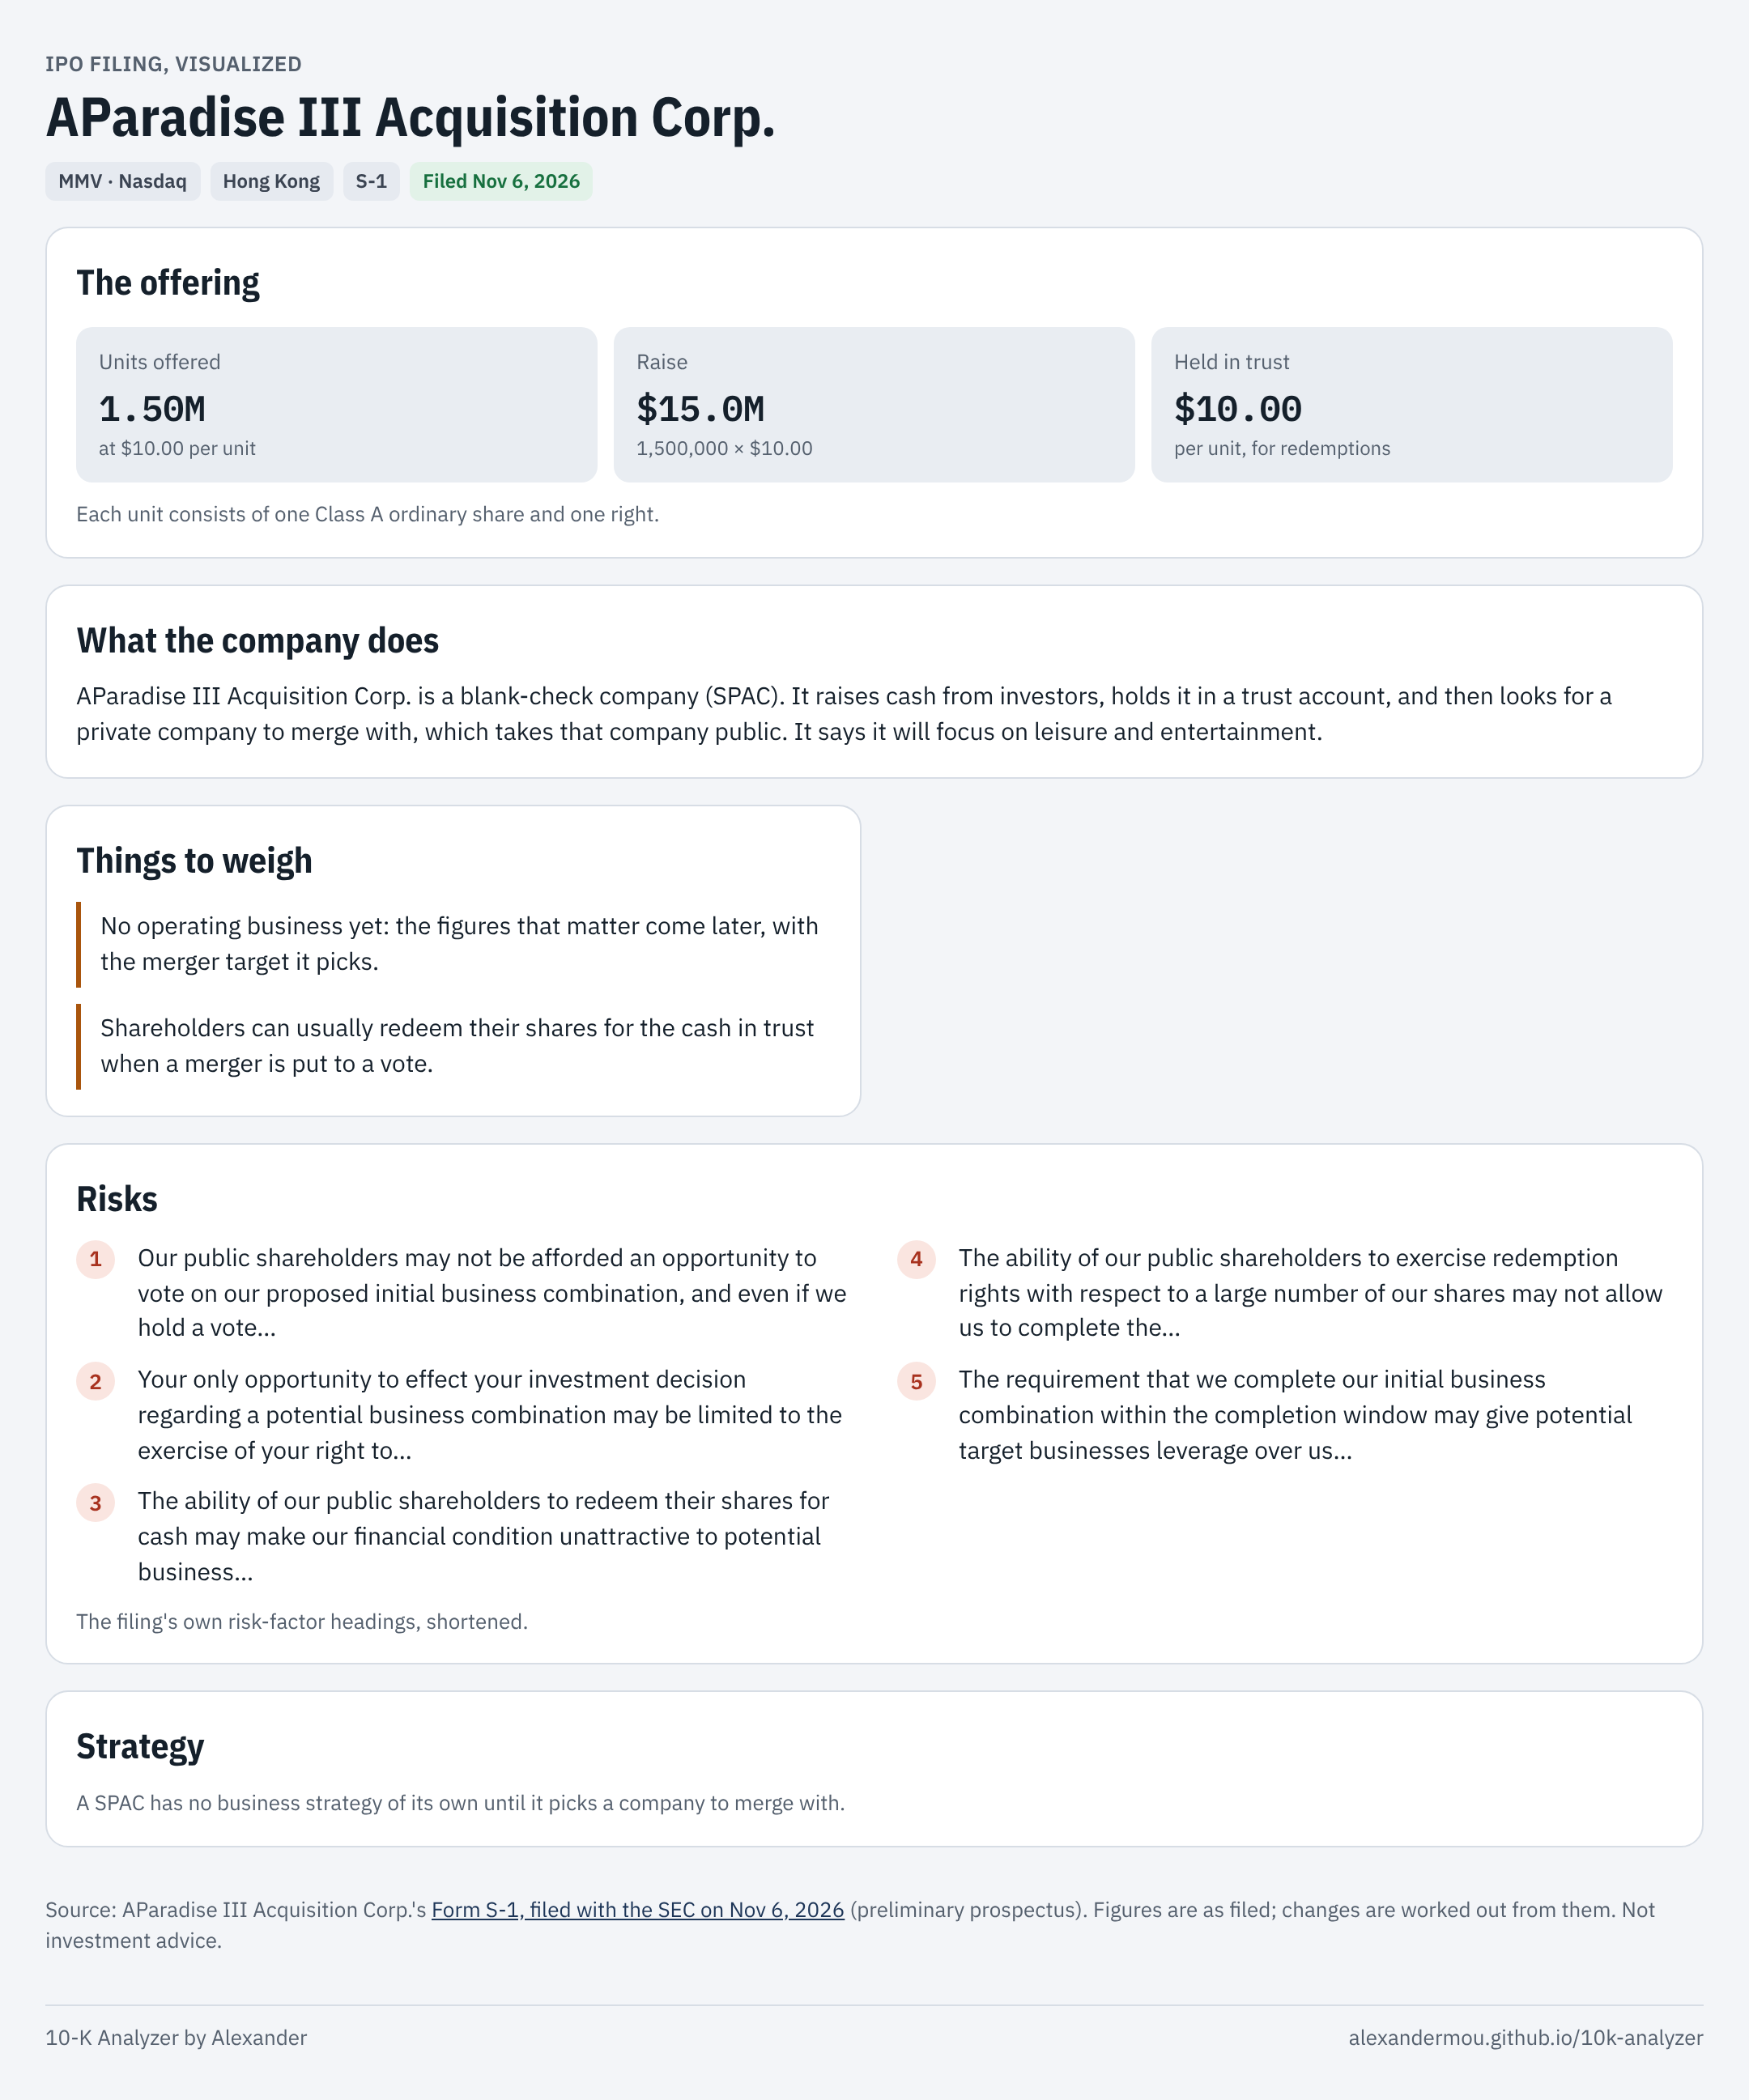 IPO FILING, VISUALIZED
AParadise III Acquisition Corp.
MMV · Nasdaq
Hong Kong
S-1
Filed Nov 6, 2026
The offering
Units offered
1.50M
at $10.00 per unit
Raise
$15.0M
1,500,000 × $10.00
Held in trust
$10.00
per unit, for redemptions
Each unit consists of one Class A ordinary share and one right.
What the company does
AParadise III Acquisition Corp. is a blank-check company (SPAC). It raises cash from investors, holds it in a trust account, and then looks for a
private company to merge with, which takes that company public. It says it will focus on leisure and entertainment.
Things to weigh
No operating business yet: the figures that matter come later, with
the merger target it picks.
Shareholders can usually redeem their shares for the cash in trust
when a merger is put to a vote.
Risks
1
Our public shareholders may not be afforded an opportunity to
vote on our proposed initial business combination, and even if we
hold a vote…
2
Your only opportunity to effect your investment decision
regarding a potential business combination may be limited to the
exercise of your right to…
3
The ability of our public shareholders to redeem their shares for
cash may make our financial condition unattractive to potential
business…
4
The ability of our public shareholders to exercise redemption
rights with respect to a large number of our shares may not allow
us to complete the…
5
The requirement that we complete our initial business
combination within the completion window may give potential
target businesses leverage over us…
The filing's own risk-factor headings, shortened.
Strategy
A SPAC has no business strategy of its own until it picks a company to merge with.
Source: AParadise III Acquisition Corp.'s Form S-1, filed with the SEC on Nov 6, 2026 (preliminary prospectus). Figures are as filed; changes are worked out from them. Not
investment advice.
10-K Analyzer by Alexander
alexandermou.github.io/10k-analyzer